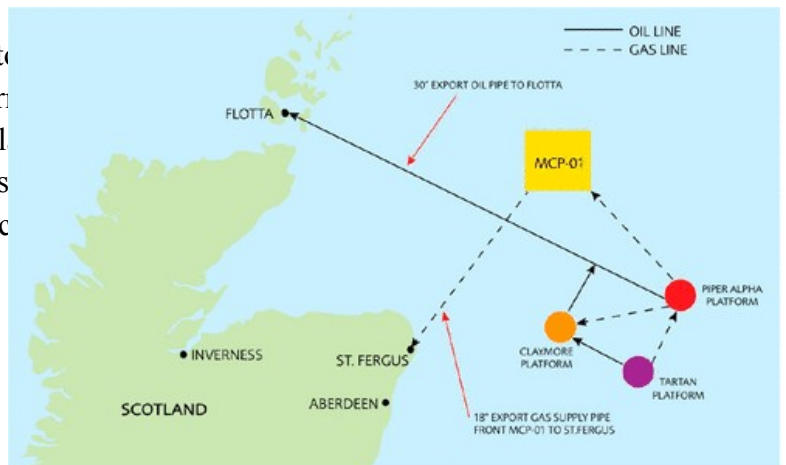 OIL LINE
GAS LINE
30" EXPORT OIL PIPE TO FLOTTA
FLOTTA
MCP-01
PIPER ALPHA
PLATFORM
CLAYMORE
PLATFORM
TARTAN
PLATFORM
INVERNESS
ST. FERGUS
ABERDEEN
SCOTLAND
18" EXPORT GAS SUPPLY PIPE
FRONT MCP-01 TO ST.FERGUS